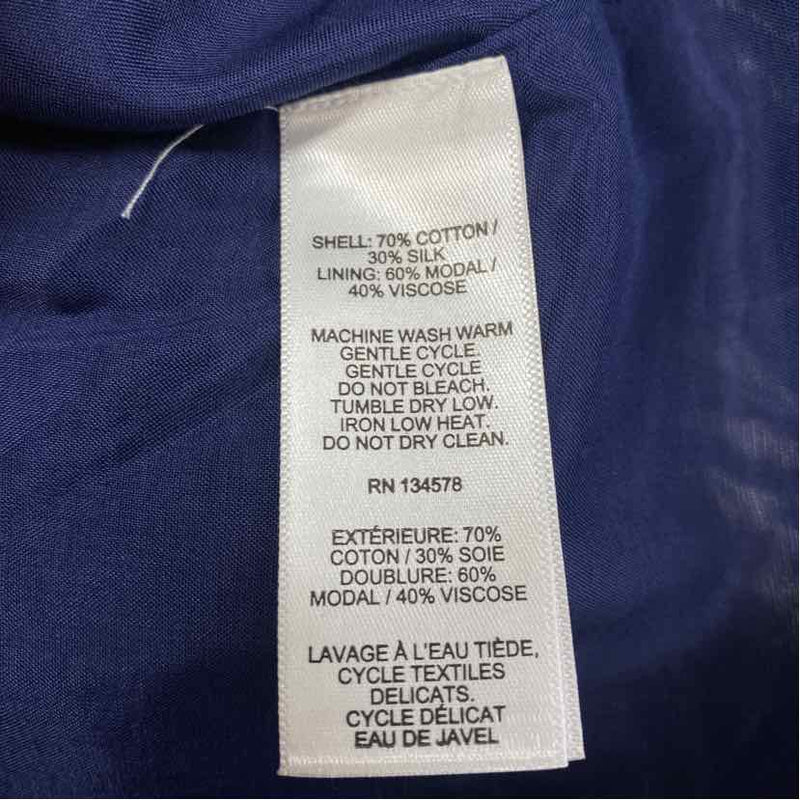 SHELL: 70% COTTON /
30% SILK
LINING: 60% MODAL /
40% VISCOSE
MACHINE WASH WARM
GENTLE CYCLE.
GENTLE CYCLE
DO NOT BLEACH.
TUMBLE DRY LOW.
IRON LOW HEAT.
DO NOT DRY CLEAN.
RN 134578
EXTÉRIEURE: 70%
COTON / 30% SOIE
DOUBLURE: 60%
MODAL / 40% VISCOSE
LAVAGE À L'EAU TIÈDE,
CYCLE TEXTILES
DELICATS.
CYCLE DÉLICAT
EAU DE JAVEL